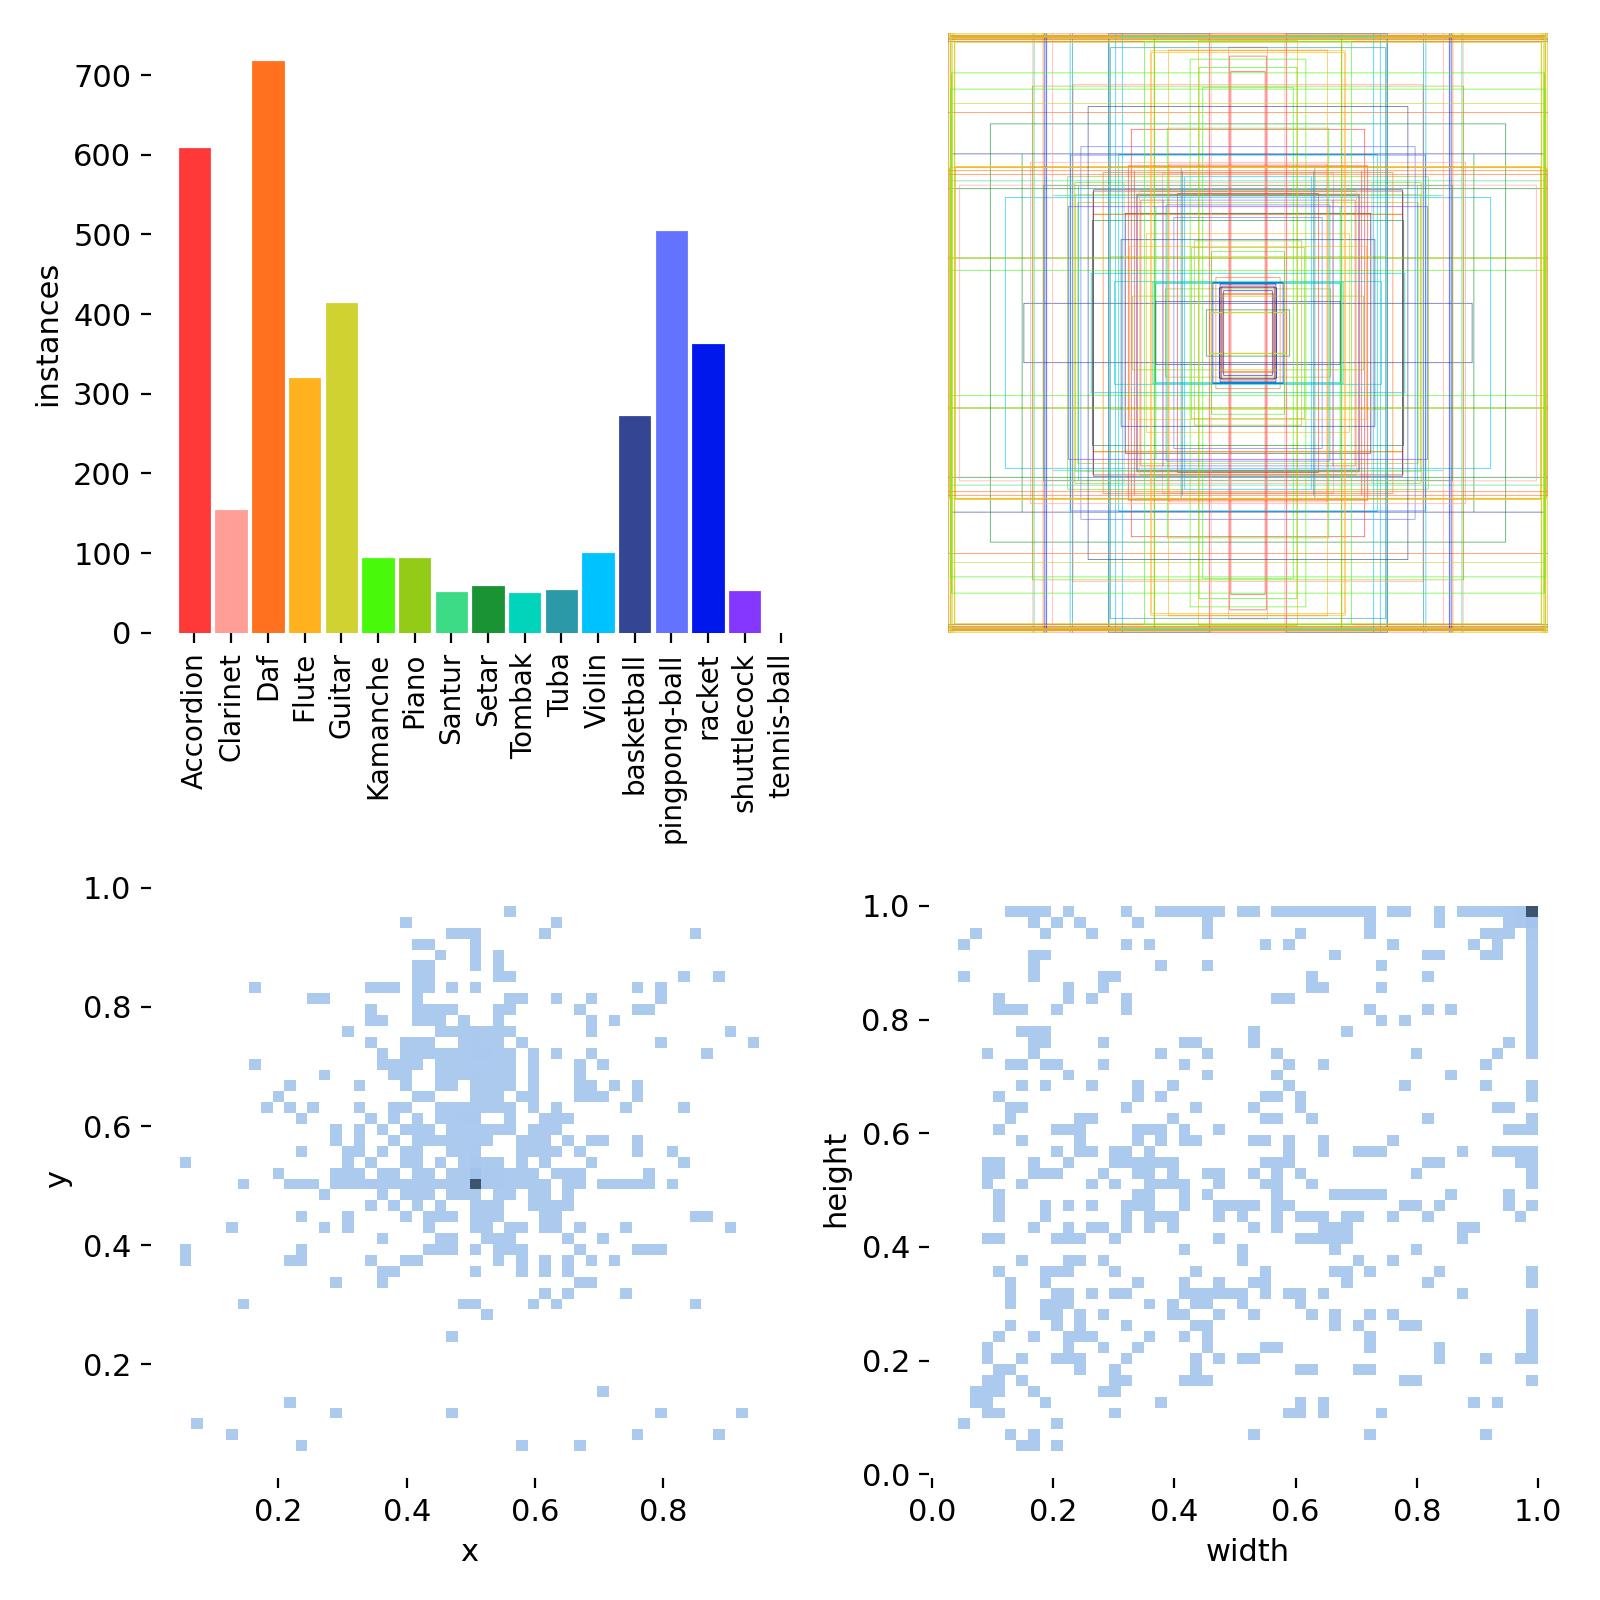 700
600
500
400
300
200
100
0
instances
Accordion
Clarinet
Daf
Flute
Guitar
Kamanche
Piano
Santur
Setar
Tombak
Tuba
Violin
basketball
pingpong-ball
racket
shuttlecock
tennis-ball
1.0
0.8
0.6
0.4
0.2
y
0.2 0.4 0.6 0.8
x
1.0
0.8
0.6
0.4
0.2
0.0
height
0.0 0.2 0.4 0.6 0.8 1.0
width